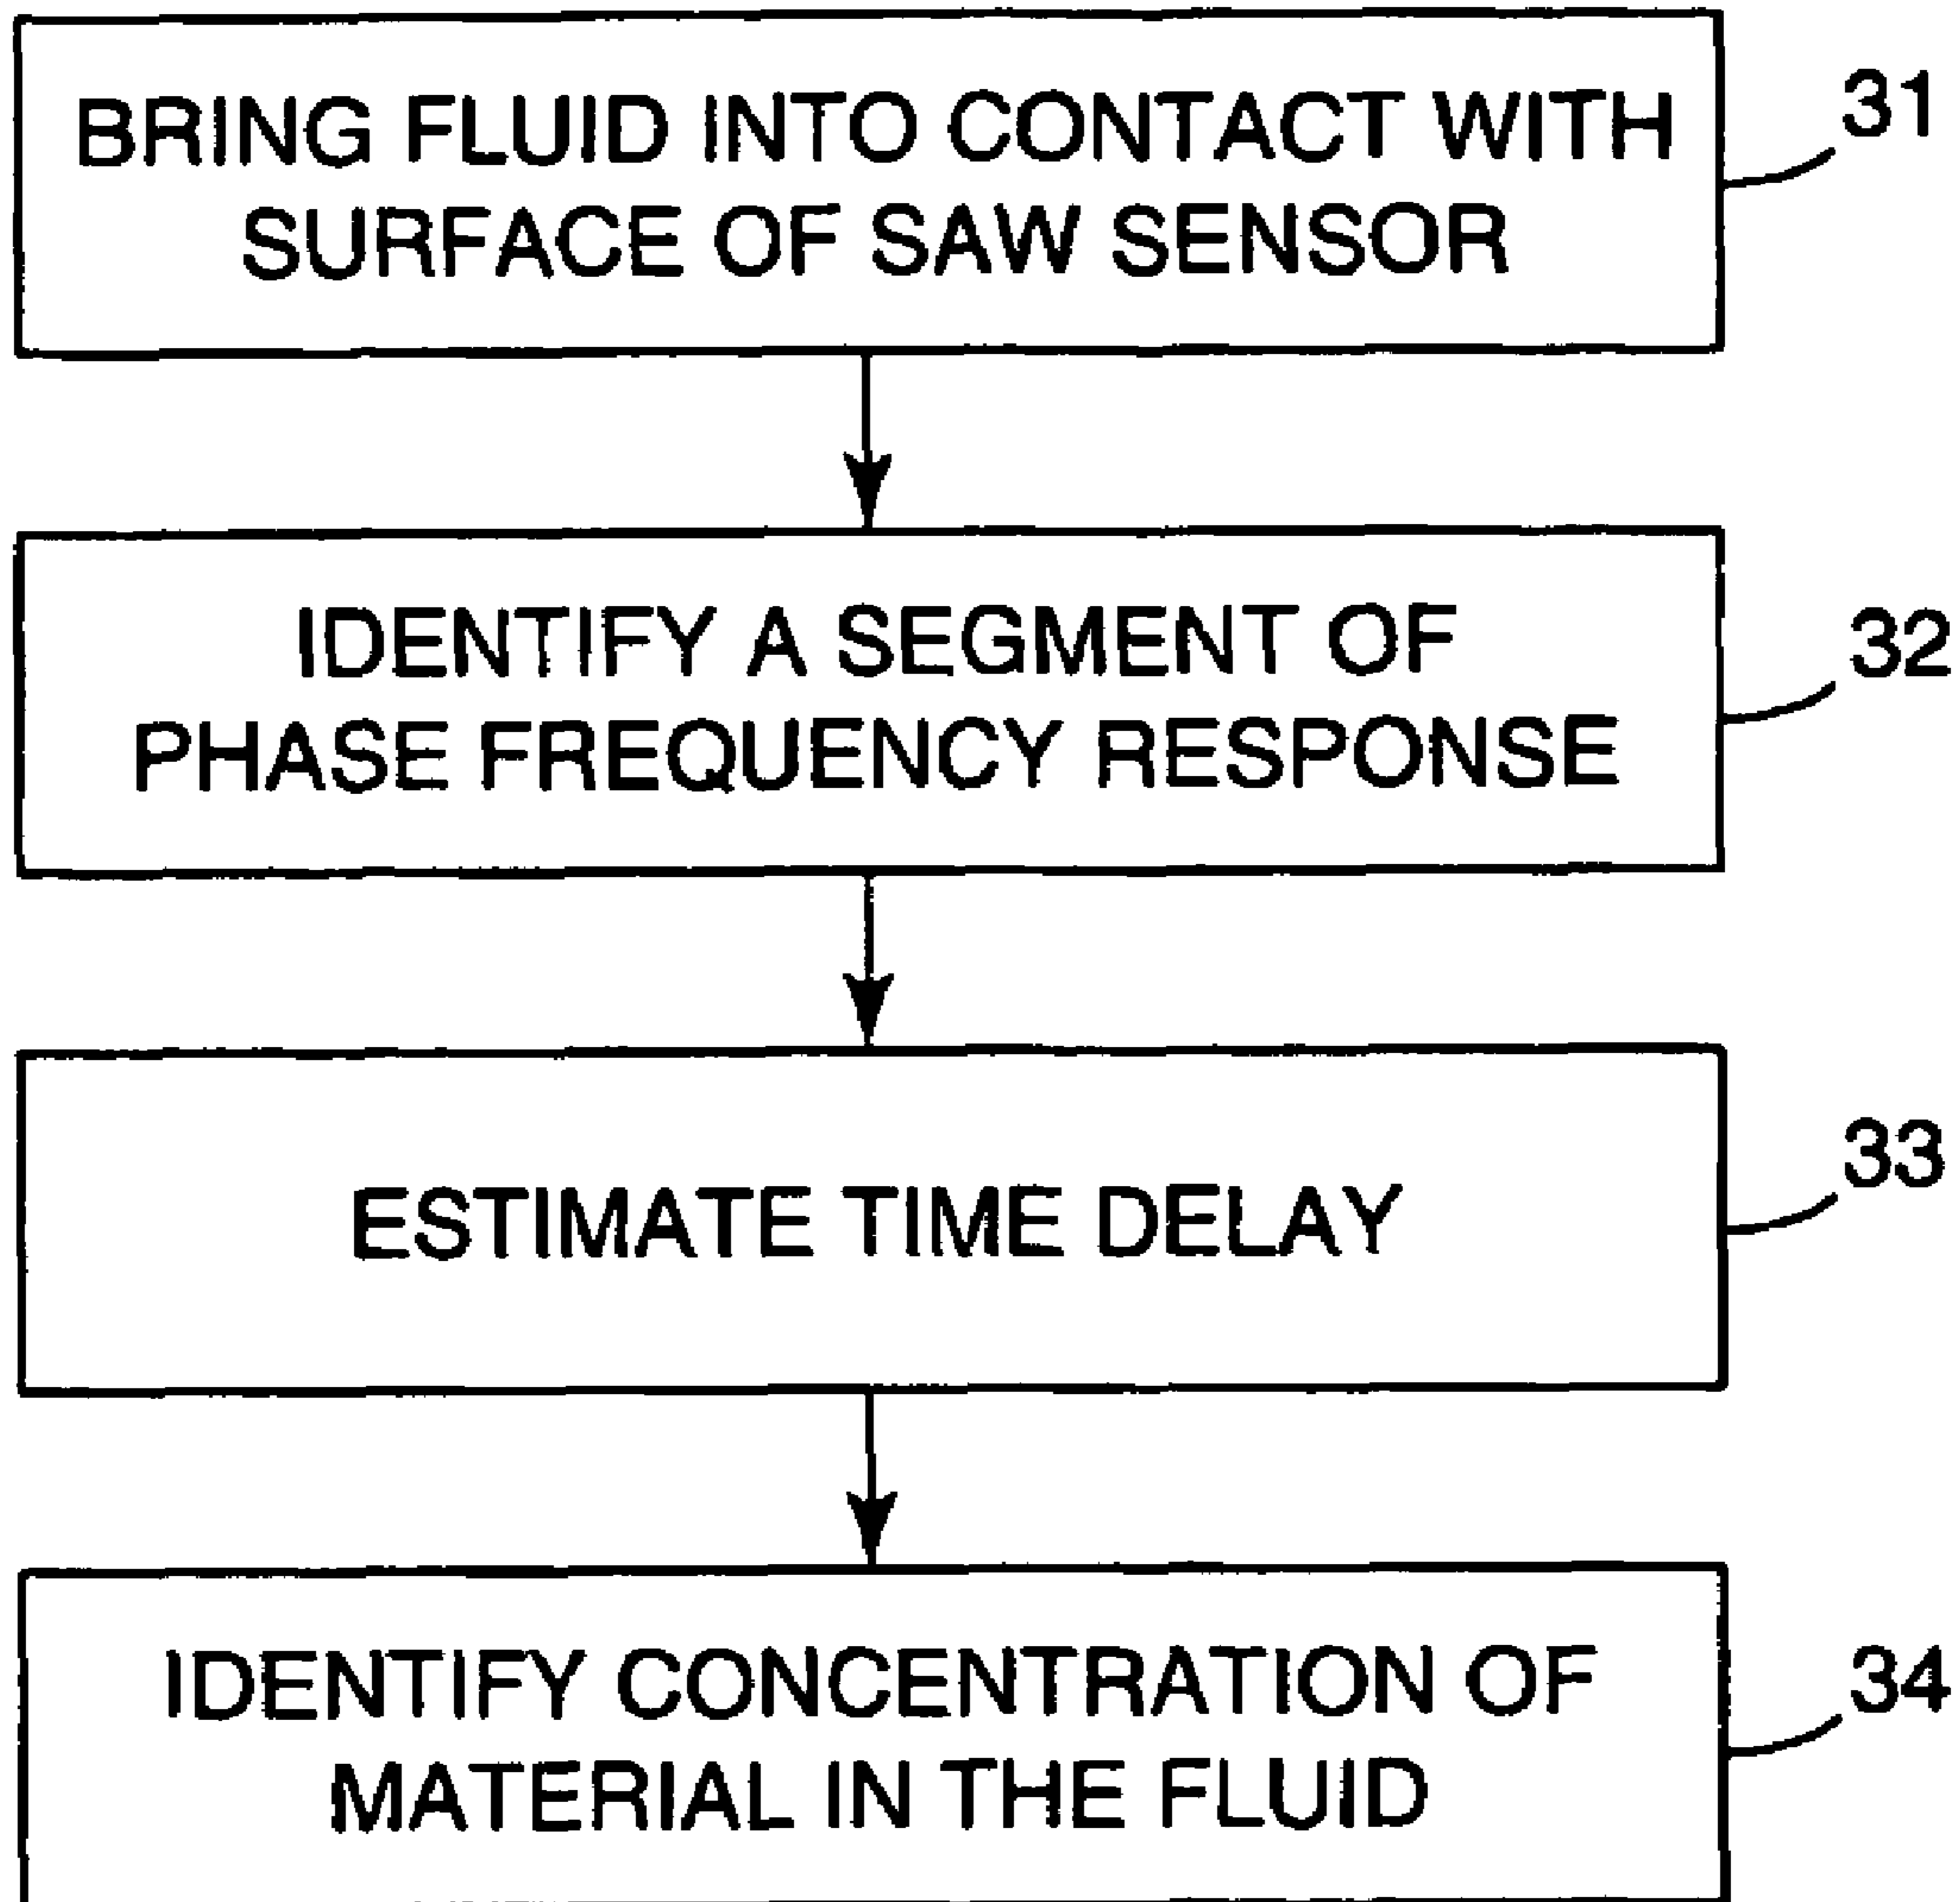 BRING FLUID INTO CONTACT WITH
SURFACE OF SAW SENSOR
31
IDENTIFY A SEGMENT OF
PHASE FREQUENCY RESPONSE
32
ESTIMATE TIME DELAY
33
IDENTIFY CONCENTRATION OF
MATERIAL IN THE FLUID
34